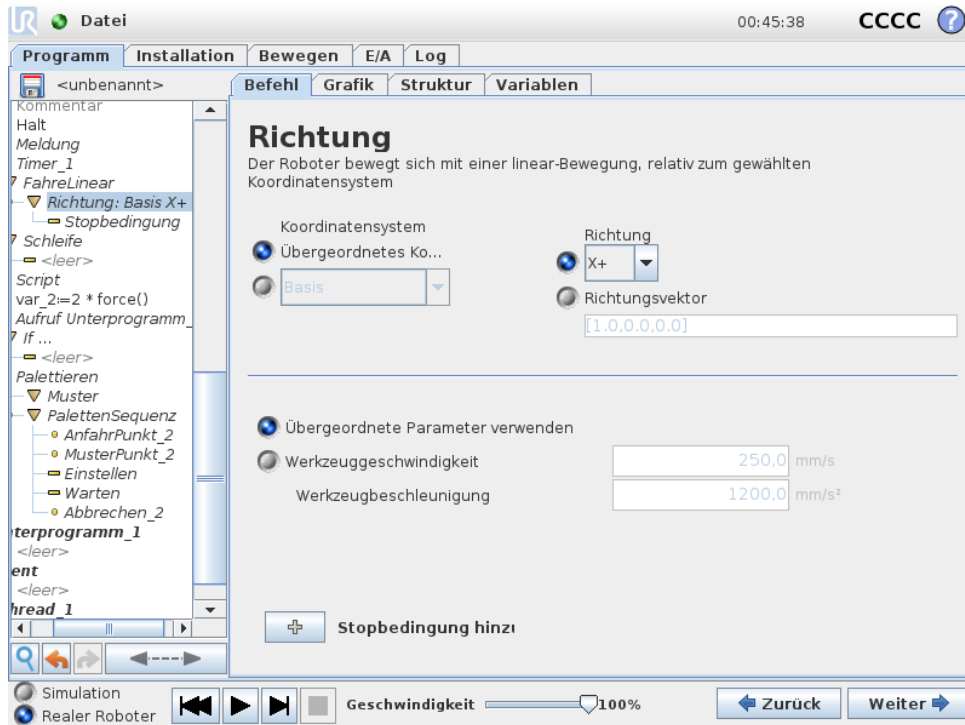 UR Datei 00:45:38 CCCC ?
Programm Installation Bewegen E/A Log
<unbenannt>
Befehl Grafik Struktur Variablen
Kommentar
Halt
Meldung
Timer_1
FahreLinear
Richtung: Basis X+
Stopbedingung
Schleife
<leer>
Script
var_2:=2 * force()
Aufruf Unterprogramm_
If ...
<leer>
Palettieren
Muster
PalettenSequenz
AnfahrPunkt_2
MusterPunkt_2
Einstellen
Warten
Abbrechen_2
terprogramm_1
<leer>
ent
<leer>
hread_1
Richtung
Der Roboter bewegt sich mit einer linear-Bewegung, relativ zum gewählten
Koordinatensystem
Koordinatensystem
Übergeordnetes Ko...
Basis
Richtung
X+
Richtungsvektor
[1.0,0.0,0.0]
Übergeordnete Parameter verwenden
Werkzeuggeschwindigkeit 250,0 mm/s
Werkzeugbeschleunigung 1200,0 mm/s²
Stopbedingung hinzu
Simulation
Realer Roboter
Geschwindigkeit 100%
Zurück Weiter